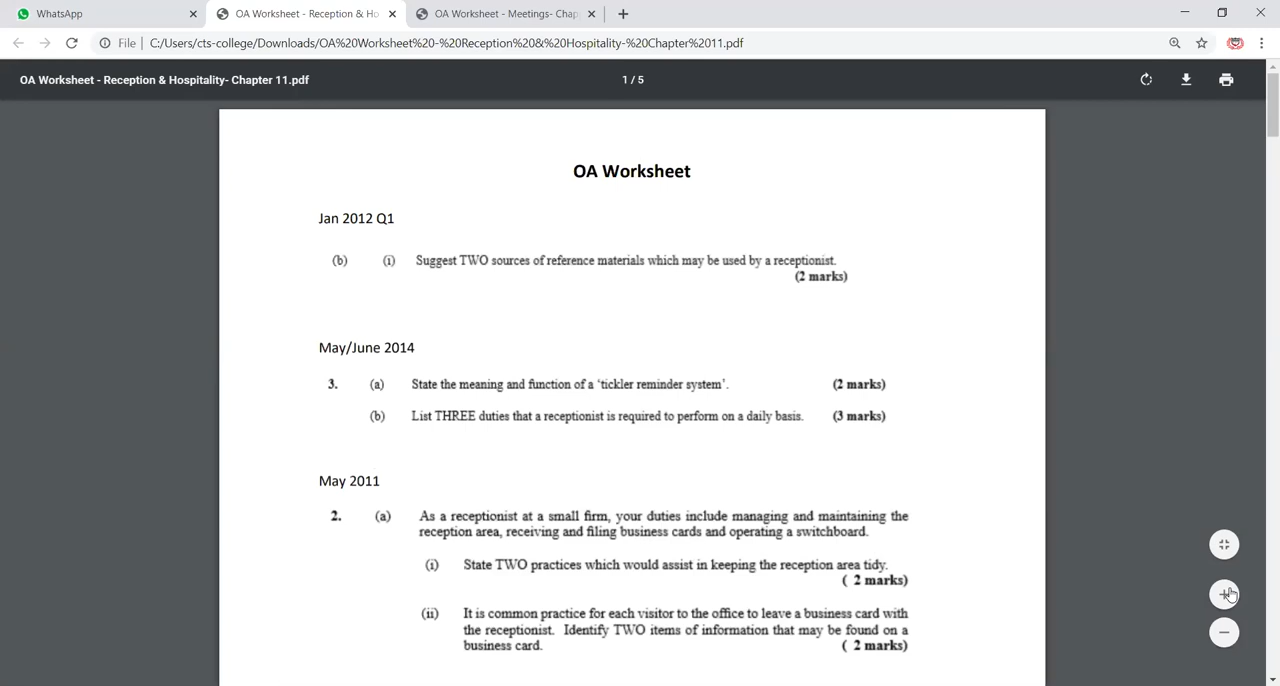 WhatsApp
OA Worksheet - Reception & Ho
OA Worksheet - Meetings- Chap
File
C:/Users/cts-college/Downloads/OA%20Worksheet%20-%20Reception%20&%20Hospitality-%20Chapter%2011.pdf
OA Worksheet - Reception & Hospitality- Chapter 11.pdf
1 / 5
OA Worksheet
Jan 2012 Q1
(b) (i) Suggest TWO sources of reference materials which may be used by a receptionist.
(2 marks)
May/June 2014
3. (a) State the meaning and function of a ‘tickler reminder system’. (2 marks)
(b) List THREE duties that a receptionist is required to perform on a daily basis. (3 marks)
May 2011
2. (a) As a receptionist at a small firm, your duties include managing and maintaining the
reception area, receiving and filing business cards and operating a switchboard.
(i) State TWO practices which would assist in keeping the reception area tidy.
( 2 marks)
(ii) It is common practice for each visitor to the office to leave a business card with
the receptionist. Identify TWO items of information that may be found on a
business card. ( 2 marks)